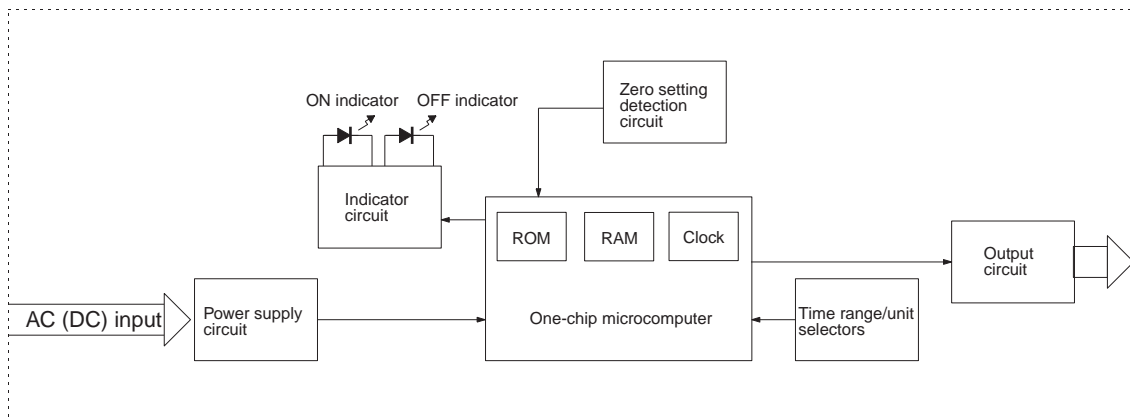 Zero setting
detection
circuit
ON indicator
OFF indicator
Indicator
circuit
ROM
RAM
Clock
Output
circuit
AC (DC) input
Power supply
circuit
One-chip microcomputer
Time range/unit
selectors